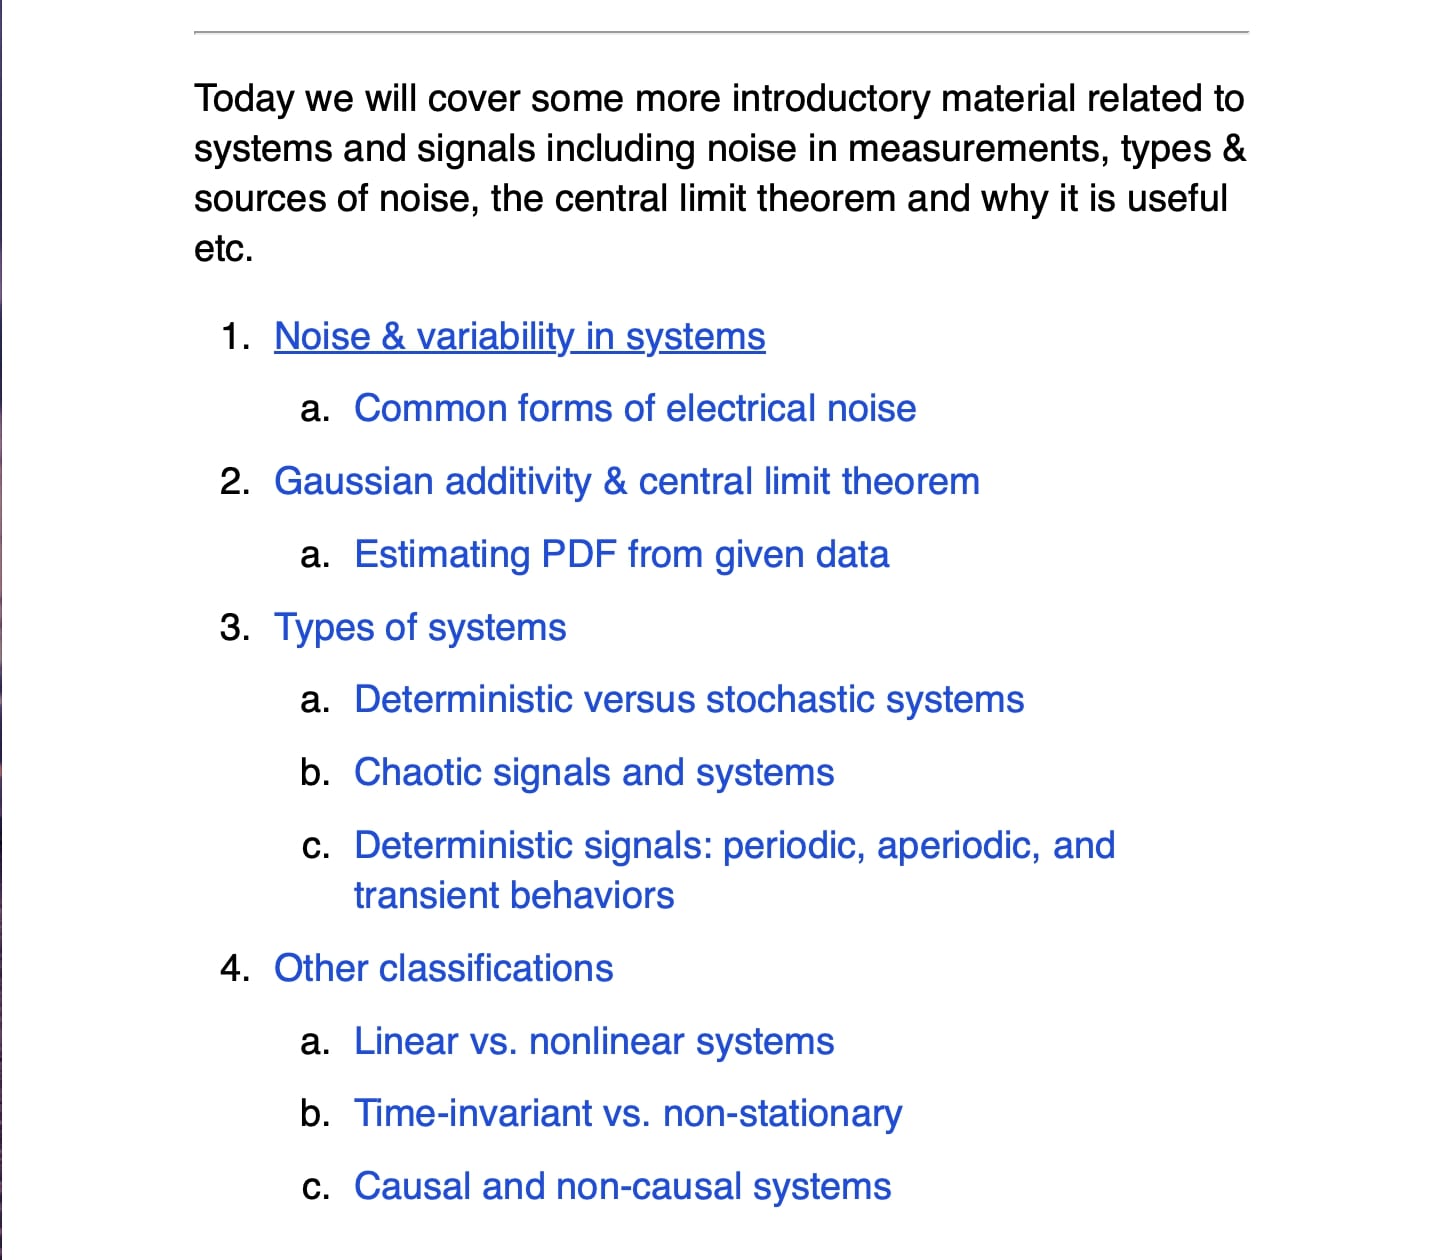 Today we will cover some more introductory material related to
systems and signals including noise in measurements, types &
sources of noise, the central limit theorem and why it is useful
etc.
1. Noise & variability in systems
a. Common forms of electrical noise
2. Gaussian additivity & central limit theorem
a. Estimating PDF from given data
3. Types of systems
a. Deterministic versus stochastic systems
b. Chaotic signals and systems
c. Deterministic signals: periodic, aperiodic, and
transient behaviors
4. Other classifications
a. Linear vs. nonlinear systems
b. Time-invariant vs. non-stationary
c. Causal and non-causal systems